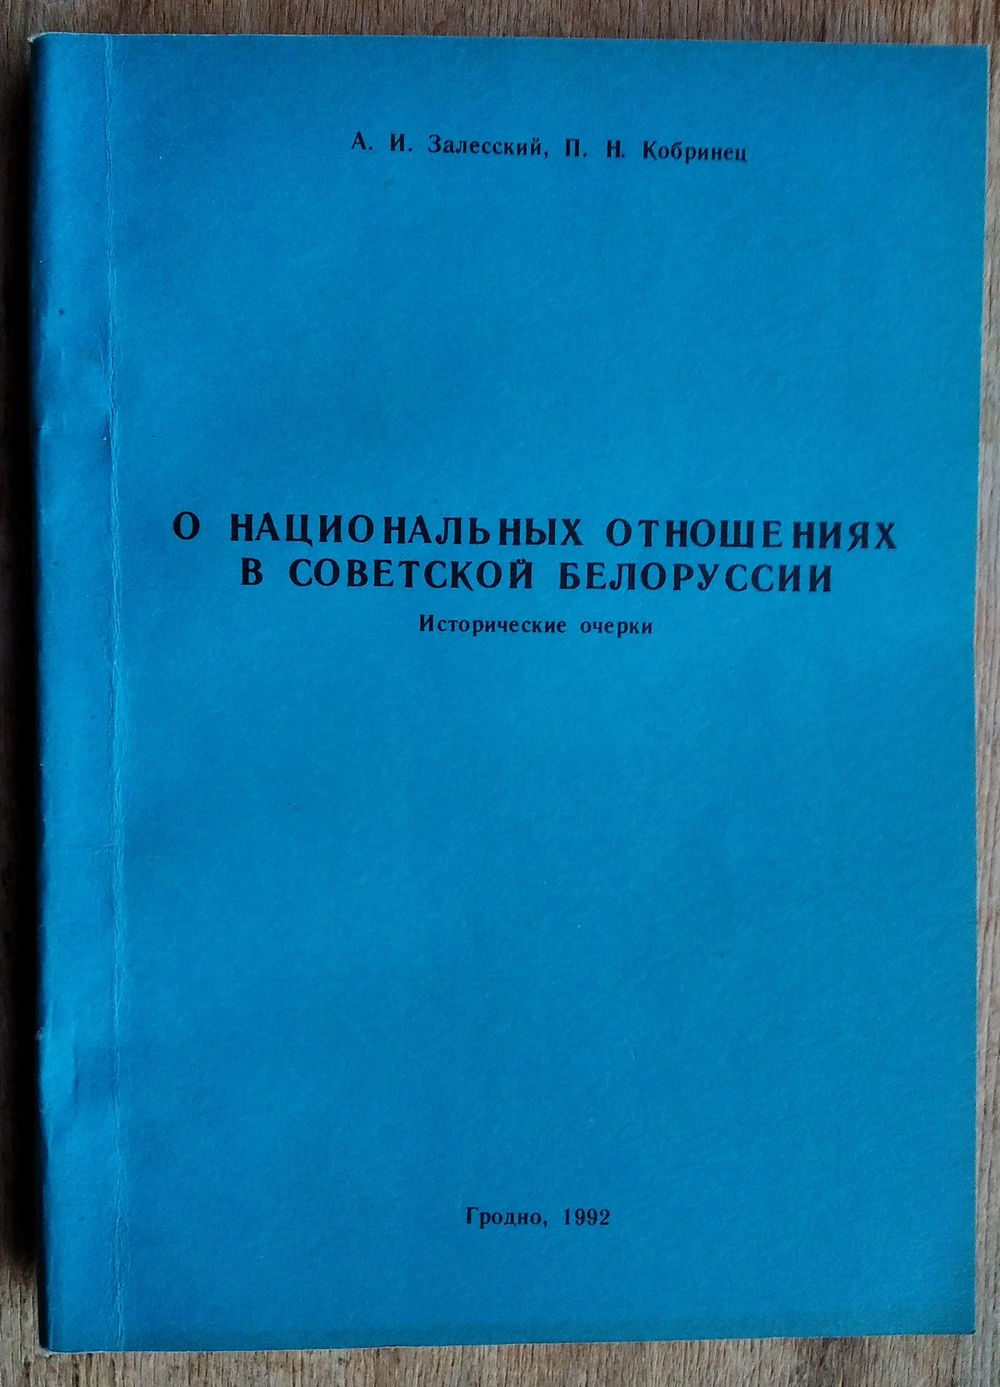 А. И. Залесский, П. Н. Кобринец
О НАЦИОНАЛЬНЫХ ОТНОШЕНИЯХ
В СОВЕТСКОЙ БЕЛОРУССИИ
Исторические очерки
Гродно, 1992